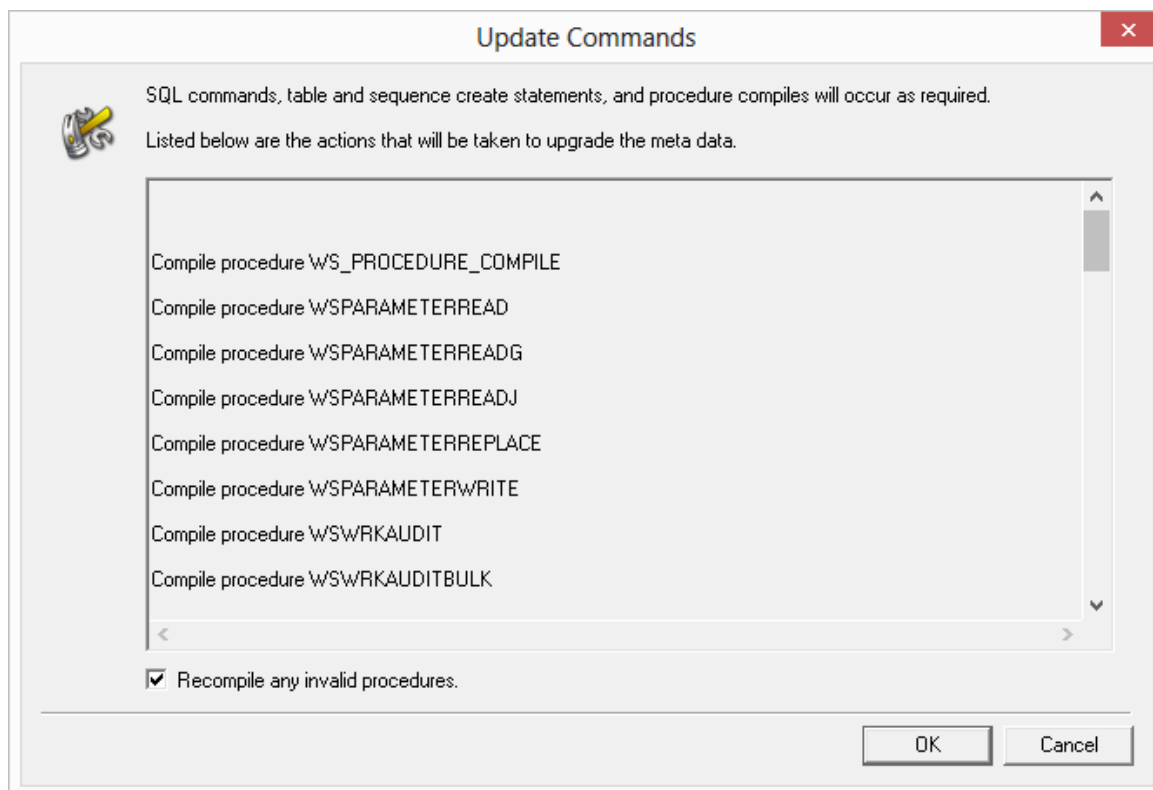 Update Commands
SQL commands, table and sequence create statements, and procedure compiles will occur as required.
Listed below are the actions that will be taken to upgrade the meta data.
Compile procedure WS_PROCEDURE_COMPILE
Compile procedure WSPARAMETERREAD
Compile procedure WSPARAMETERREADG
Compile procedure WSPARAMETERREADJ
Compile procedure WSPARAMETERREPLACE
Compile procedure WSPARAMETERWRITE
Compile procedure WSWRKAUDIT
Compile procedure WSWRKAUDITBULK
Recompile any invalid procedures.
OK Cancel